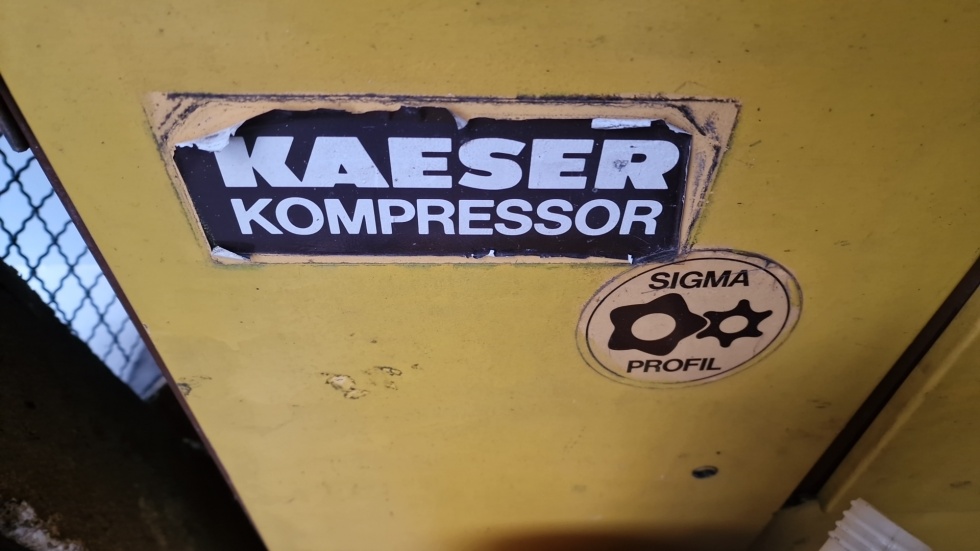 KAESER
KOMPRESSOR
SIGMA
PROFIL